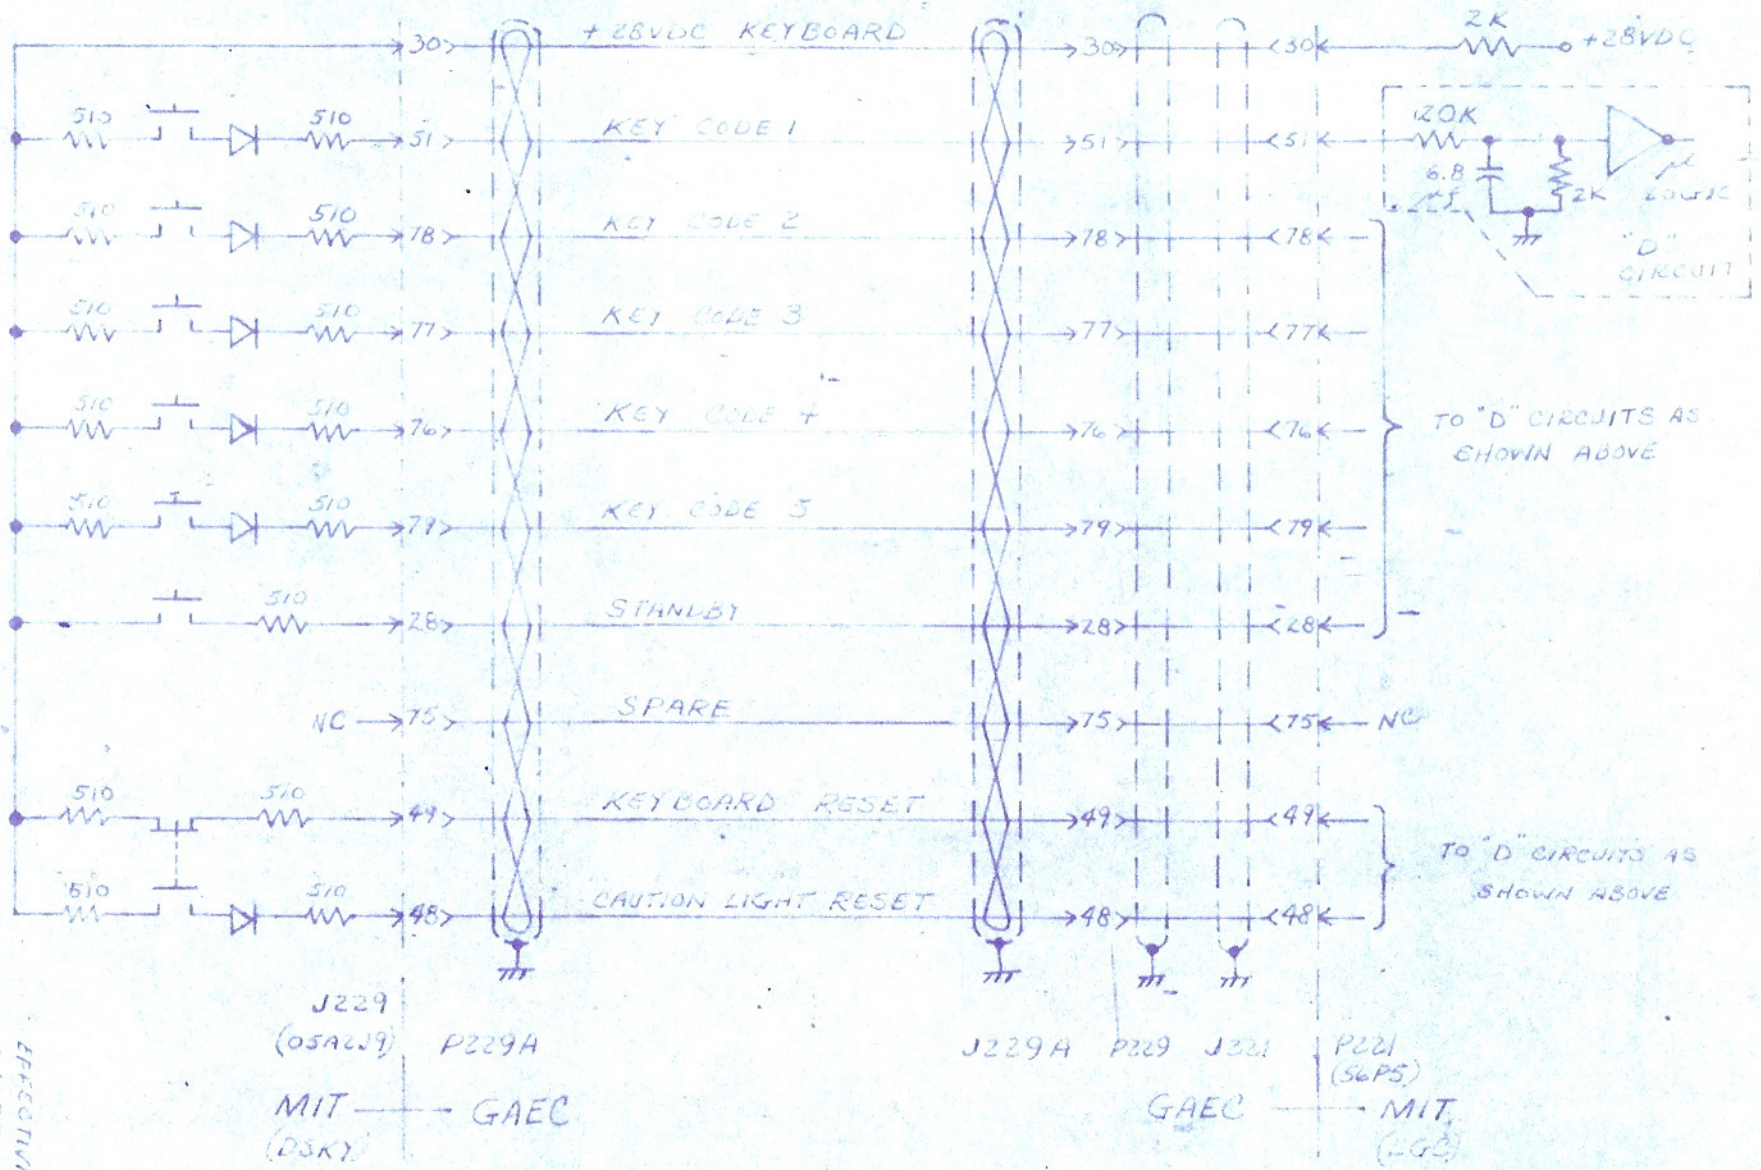 30 +28VDC KEYBOARD 30 30 2K +28VDC
510 510 51 KEY CODE 1 51 51 20K
6.8 μf 2K μ LOGIC
510 510 78 KEY CODE 2 78 78 "D"
CIRCUIT
510 510 77 KEY CODE 3 77 77
510 510 76 KEY CODE 4 76 76 TO "D" CIRCUITS AS
SHOWN ABOVE
510 510 79 KEY CODE 5 79 79
510 28 STANDBY 28 28
NC 75 SPARE 75 75 NC
510 510 49 KEYBOARD RESET 49 49
TO "D" CIRCUITS AS
SHOWN ABOVE
510 510 48 CAUTION LIGHT RESET 48 48
J229 P229A J229A P229 J221 P221
(05A2J9) (56P5)
MIT GAEC GAEC MIT
(DSKY) (LGC)